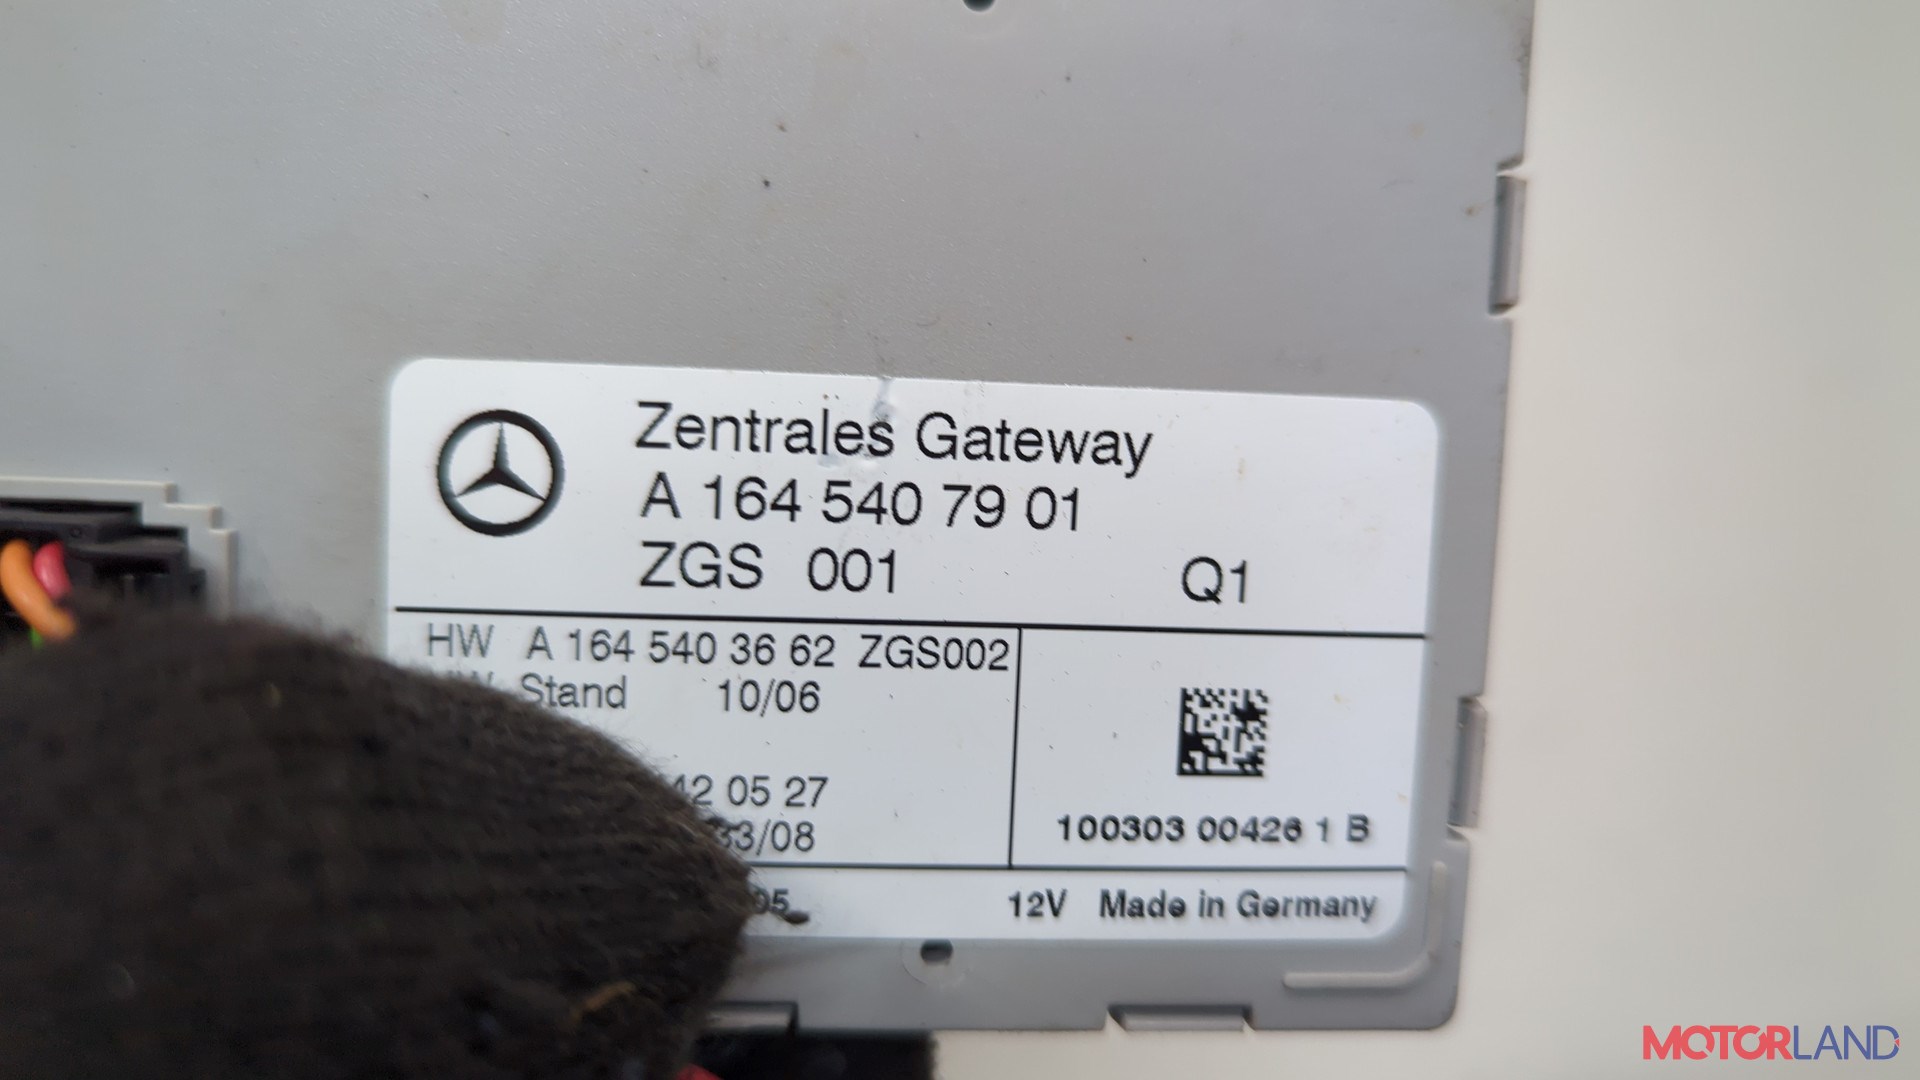 Zentrales Gateway
A 164 540 79 01
ZGS 001 Q1
HW A 164 540 36 62 ZGS002
Stand 10/06
42 05 27
33/08
100303 00426 1 B
05
12V Made in Germany
MOTORLAND